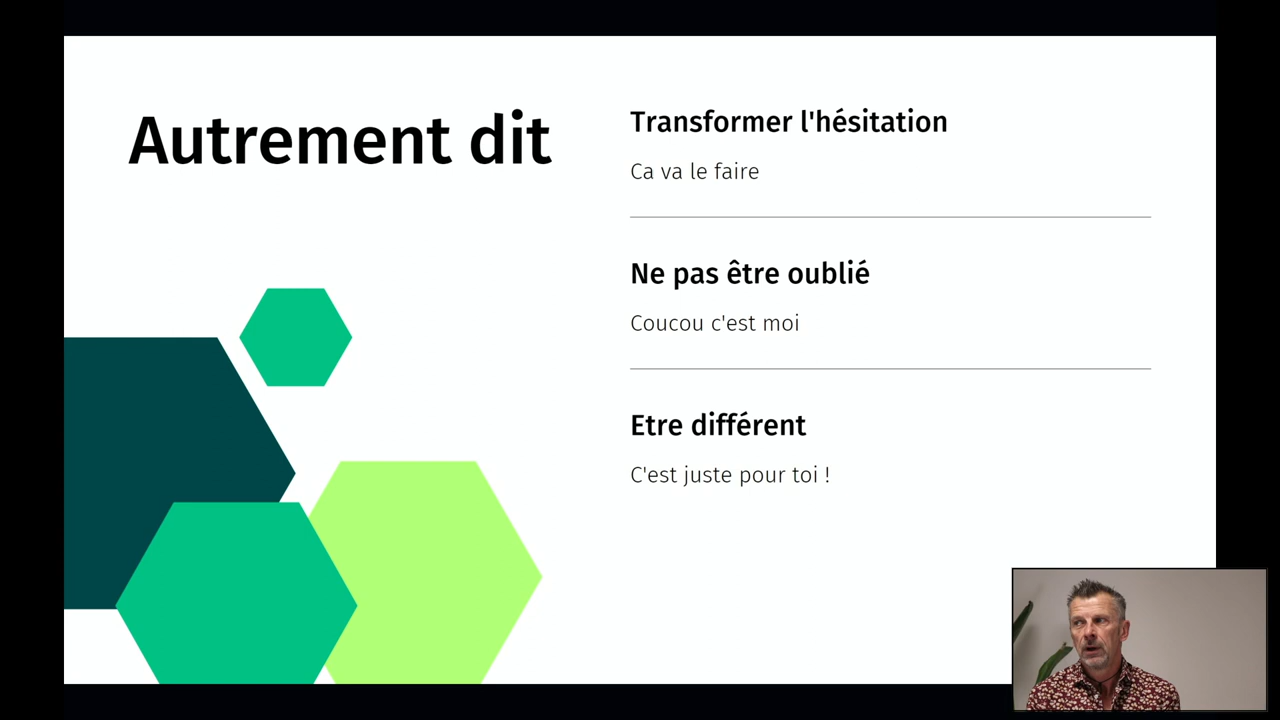 Autrement dit
Transformer l'hésitation
Ca va le faire
Ne pas être oublié
Coucou c'est moi
Etre différent
C'est juste pour toi !